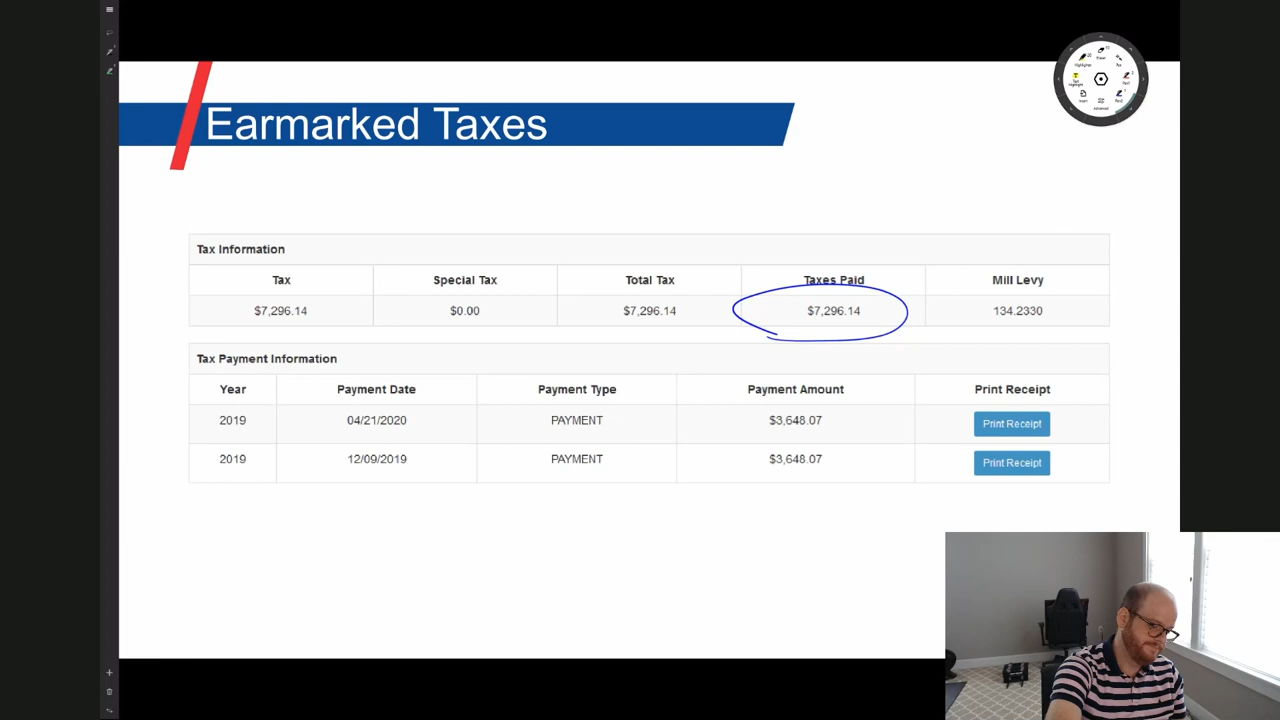 Earmarked Taxes
Tax Information
Tax Special Tax Total Tax Taxes Paid Mill Levy
$7,296.14 $0.00 $7,296.14 $7,296.14 134.2330
Tax Payment Information
Year Payment Date Payment Type Payment Amount Print Receipt
2019 04/21/2020 PAYMENT $3,648.07 Print Receipt
2019 12/09/2019 PAYMENT $3,648.07 Print Receipt